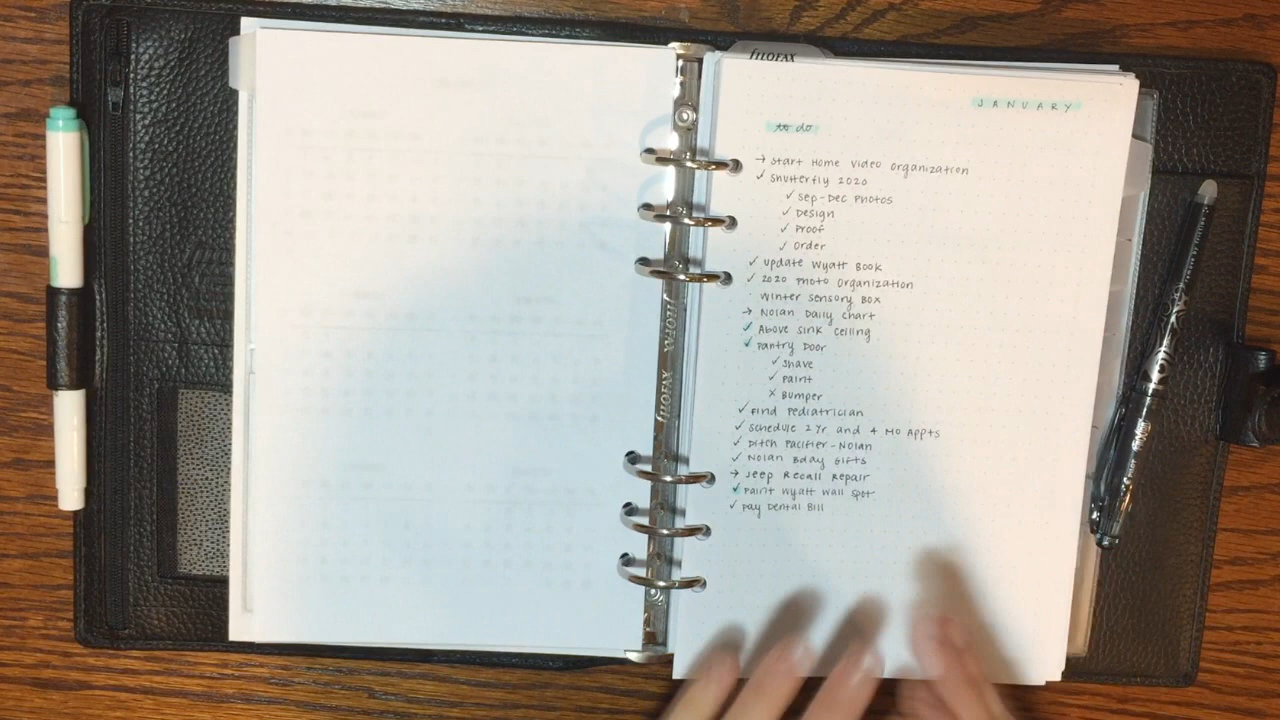 FILOFAX
JANUARY
to do
→ Start Home Video Organization
✓ Shutterfly 2020
✓ Sep-Dec Photos
✓ Design
✓ Proof
✓ Order
✓ Update Wyatt Book
✓ 2020 Photo Organization
Winter Sensory Box
→ Nolan Daily Chart
✓ Above Sink Ceiling
✓ Pantry Door
✓ Shave
✓ Paint
✗ Bumper
✓ Find Pediatrician
✓ Schedule 2 Yr and 4 Mo Appts
✓ Ditch Pacifier-Nolan
✓ Nolan Bday Gifts
→ Jeep Recall Repair
✓ Paint Wyatt Wall Spot
✓ Pay Dental Bill
filofax
filofax